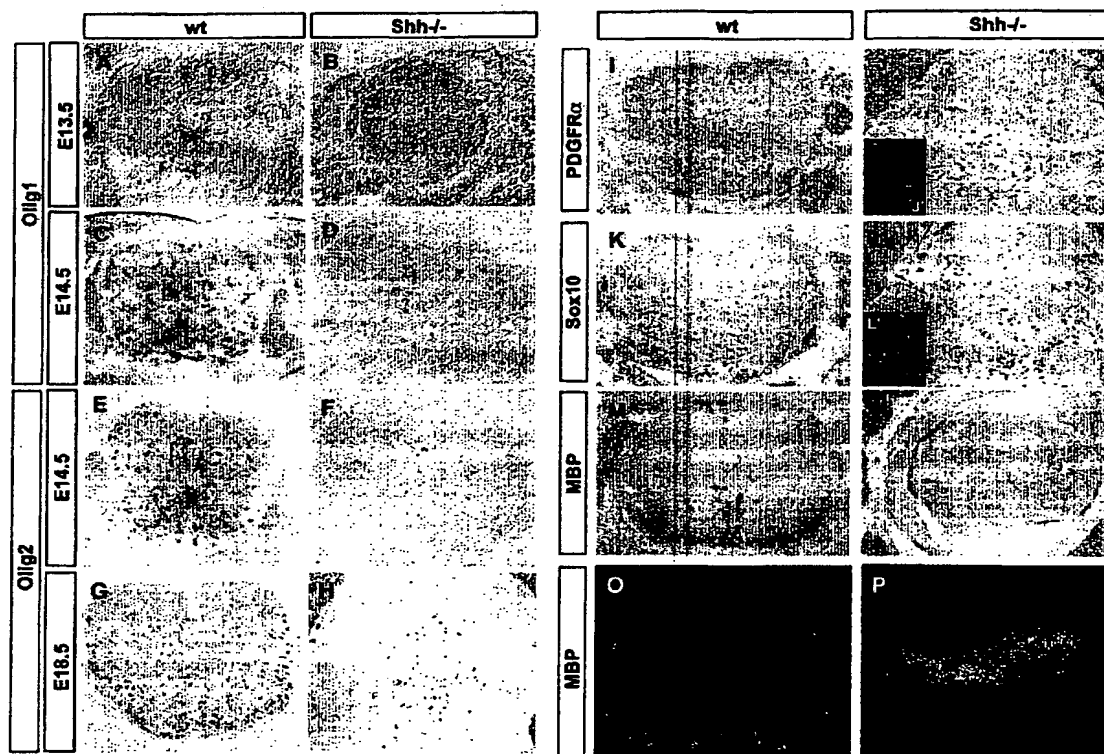 wt
Shh-/-
wt
Shh-/-
Olig1
E13.5
A
B
E14.5
C
D
Olig2
E14.5
E
F
E18.5
G
H
PDGFRα
I
J
Sox10
K
L
MBP
M
MBP
O
P